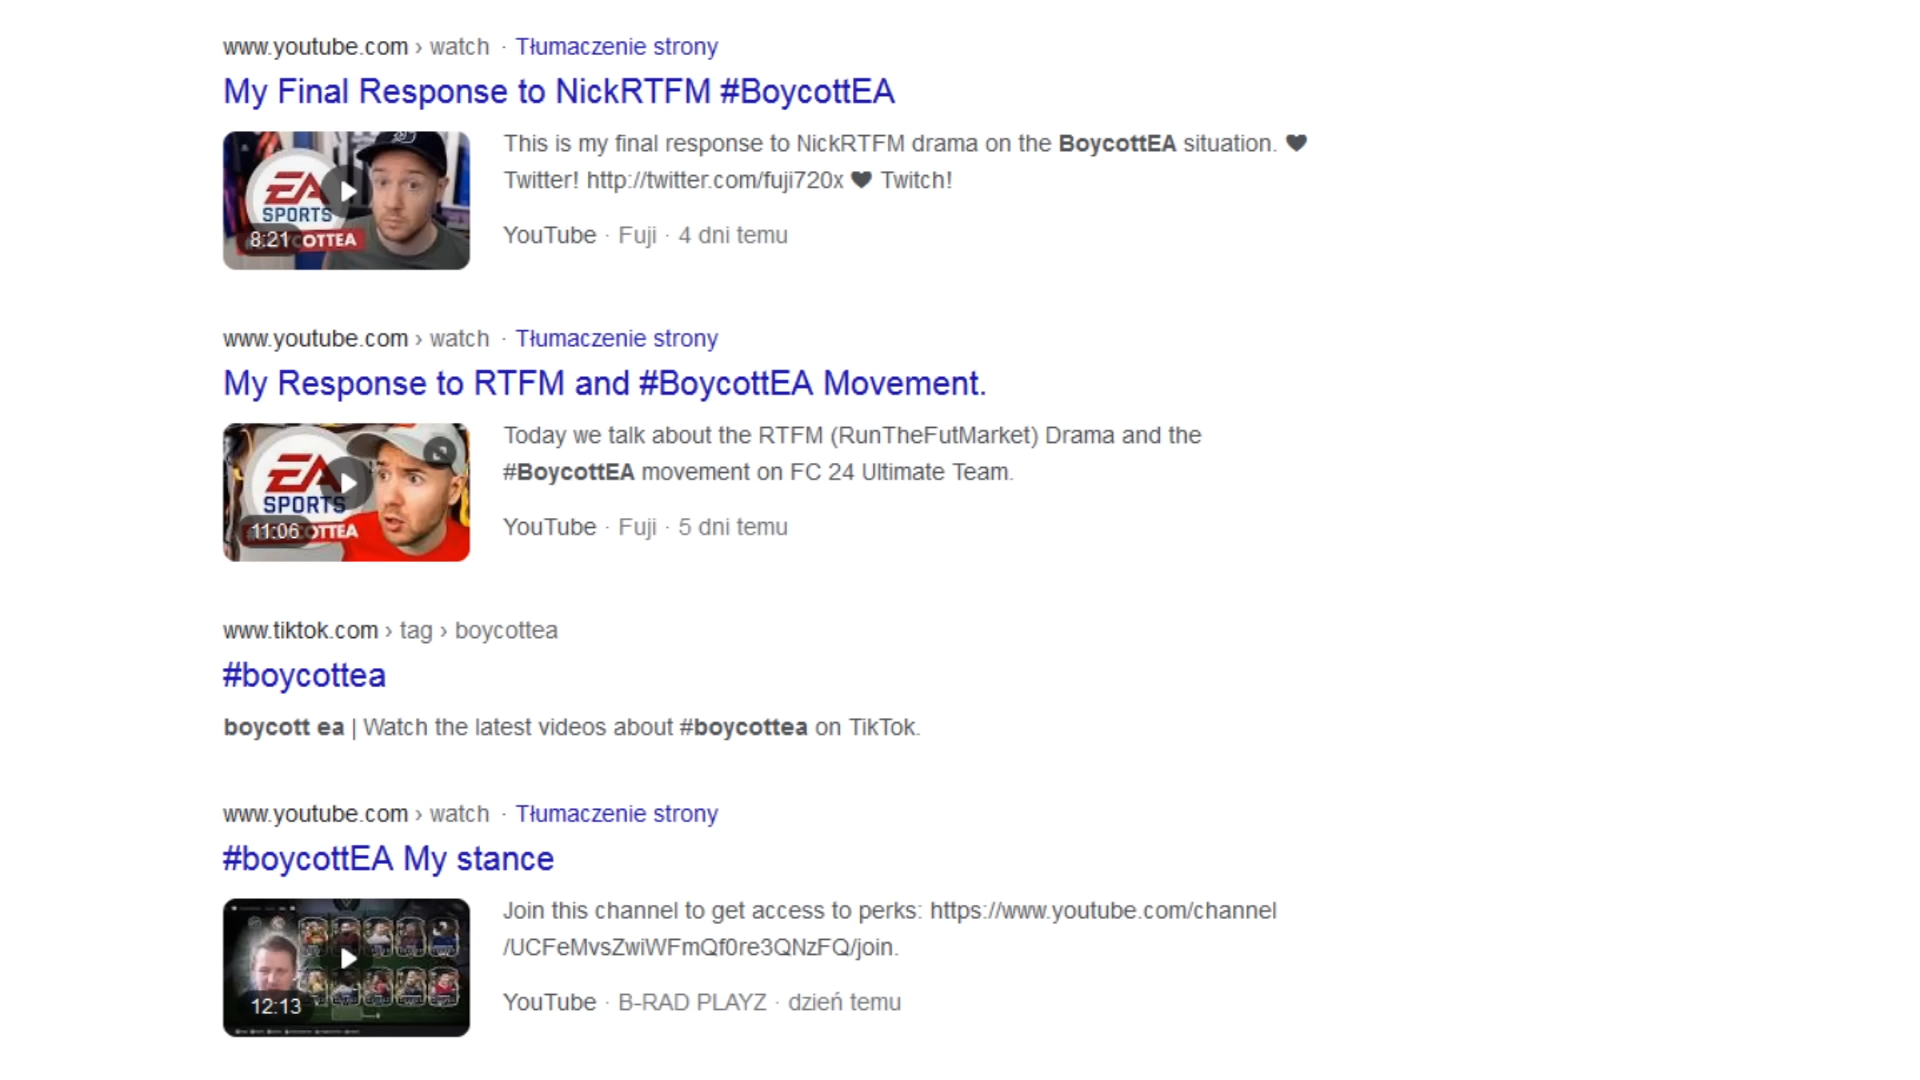 www.youtube.com › watch · Tłumaczenie strony
My Final Response to NickRTFM #BoycottEA
This is my final response to NickRTFM drama on the BoycottEA situation. ♥
Twitter! http://twitter.com/fuji720x ♥ Twitch!
YouTube · Fuji · 4 dni temu
EA
SPORTS
8:21
COTTEA
www.youtube.com › watch · Tłumaczenie strony
My Response to RTFM and #BoycottEA Movement.
Today we talk about the RTFM (RunTheFutMarket) Drama and the
#BoycottEA movement on FC 24 Ultimate Team.
YouTube · Fuji · 5 dni temu
EA
SPORTS
11:06
OTTEA
www.tiktok.com › tag › boycottea
#boycottea
boycott ea | Watch the latest videos about #boycottea on TikTok.
www.youtube.com › watch · Tłumaczenie strony
#boycottEA My stance
Join this channel to get access to perks: https://www.youtube.com/channel
/UCFeMvsZwiWFmQf0re3QNzFQ/join.
YouTube · B-RAD PLAYZ · dzień temu
12:13